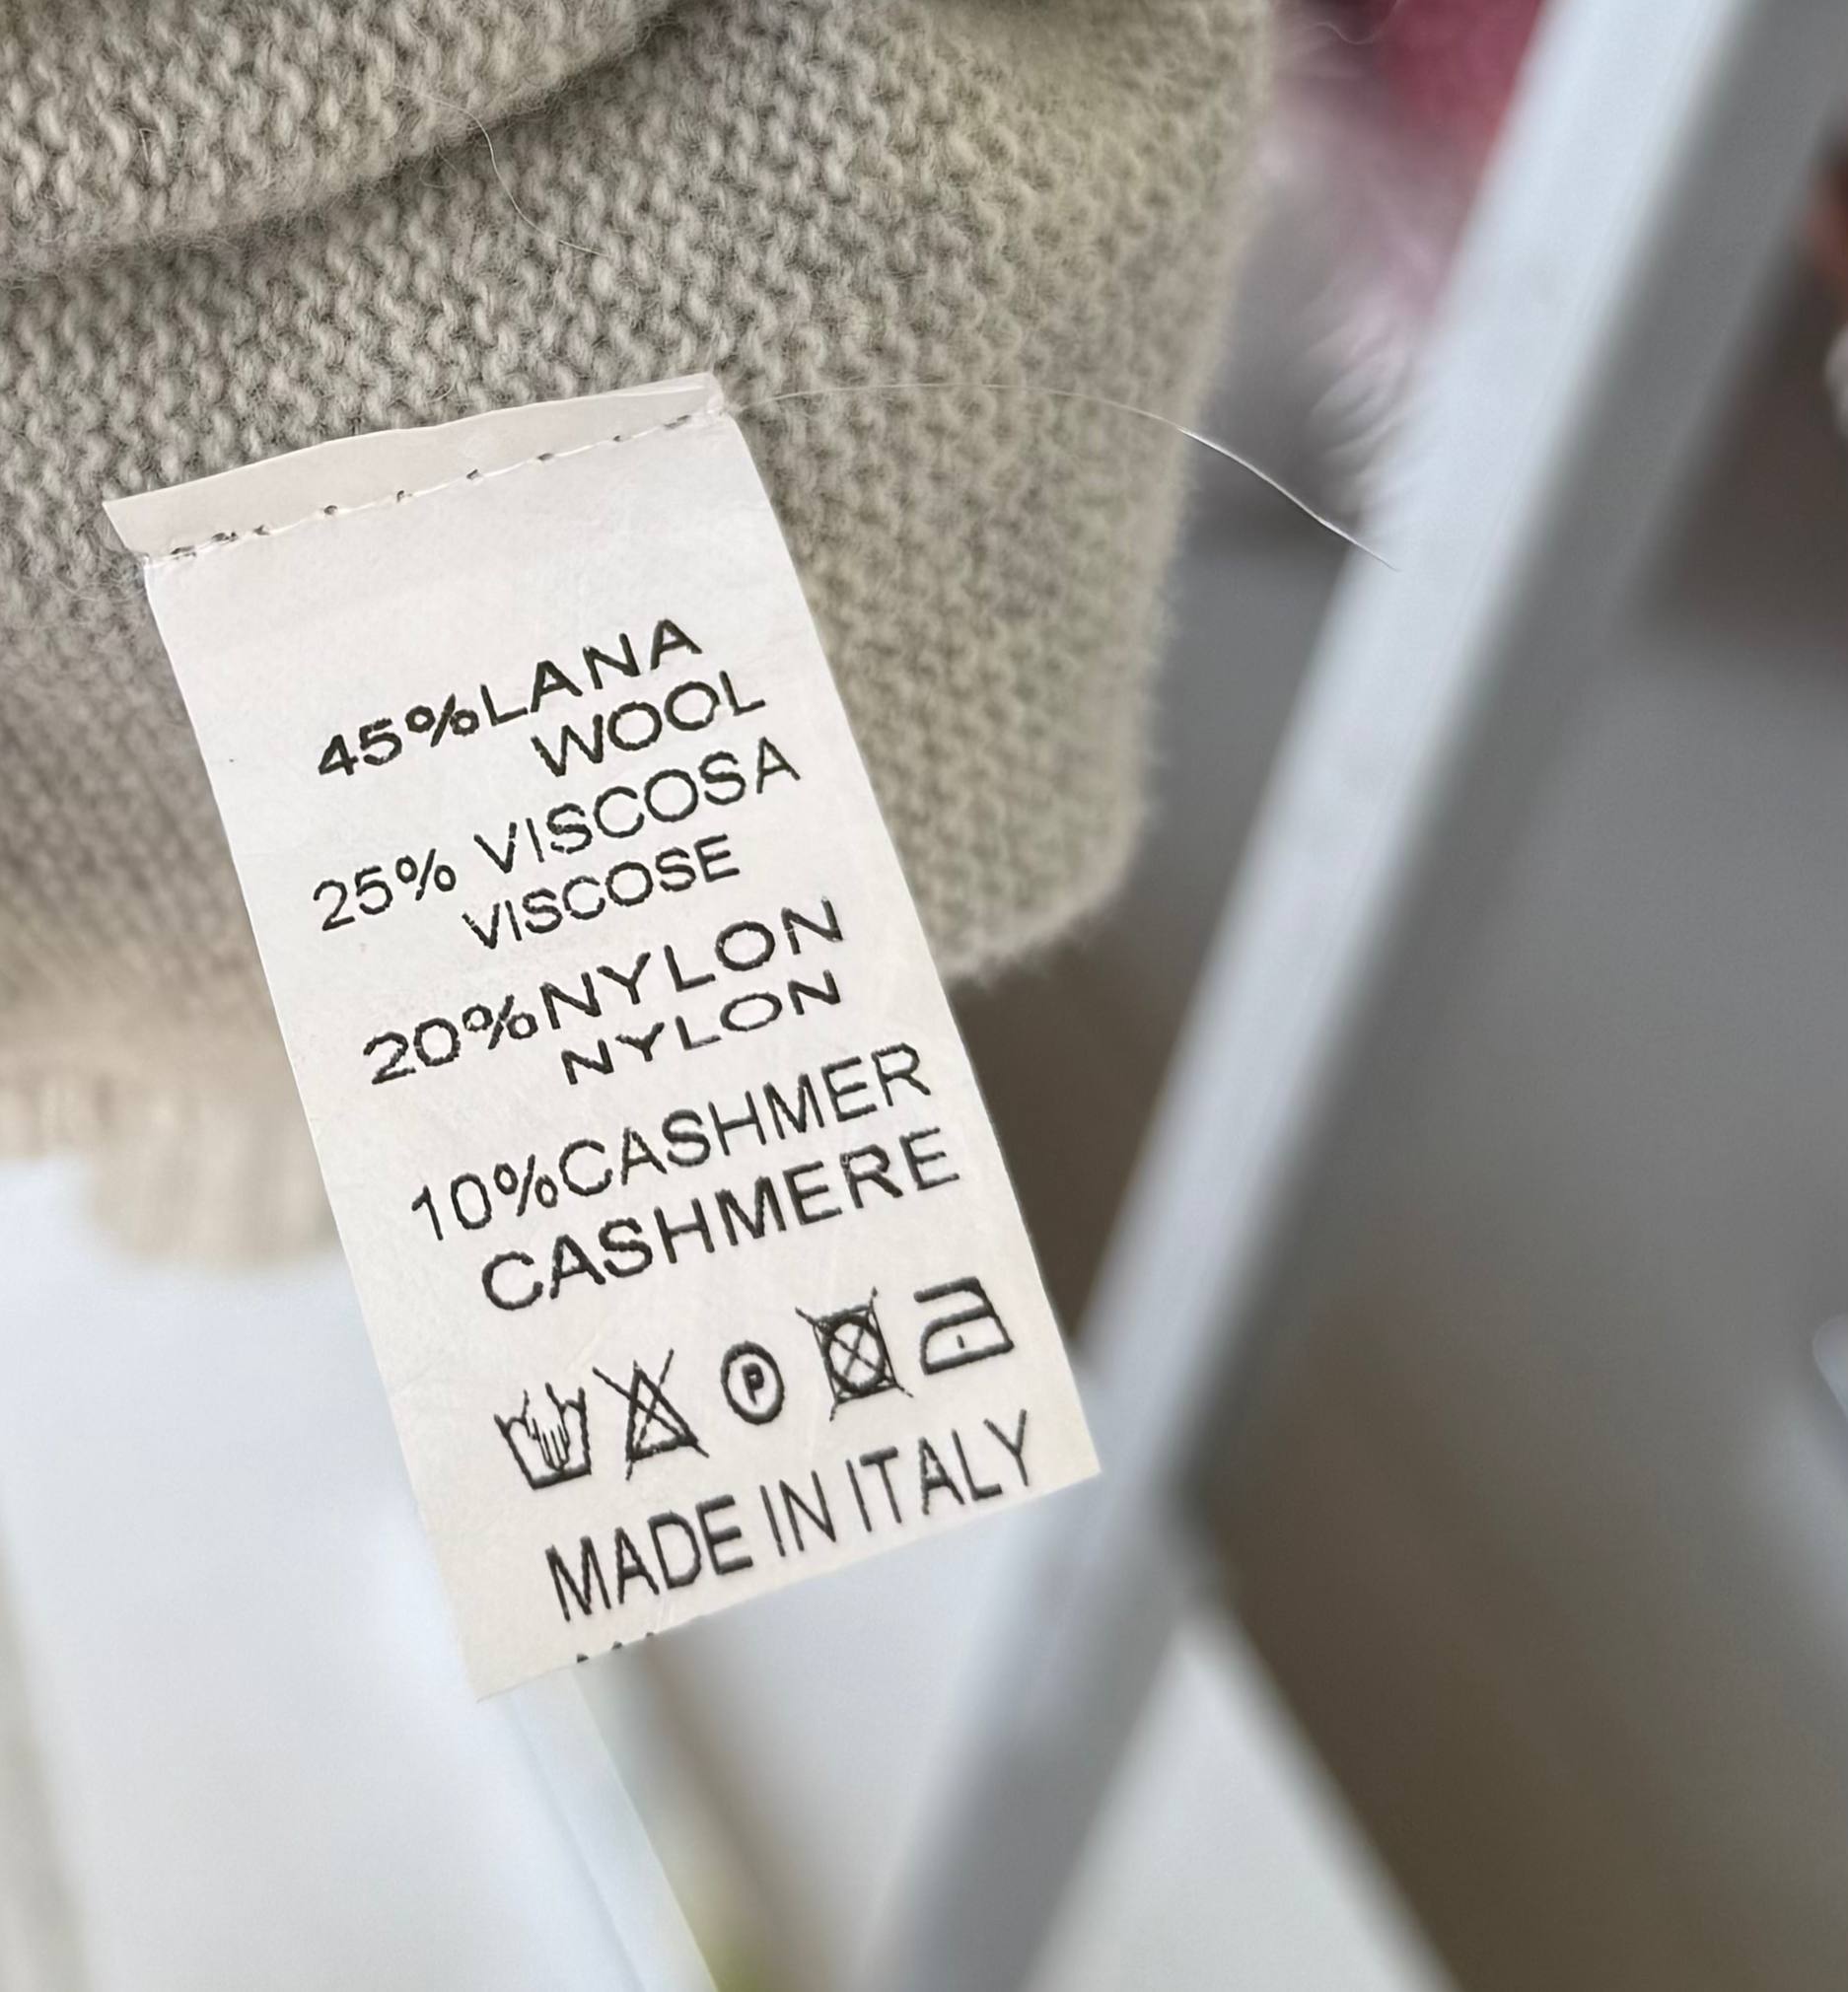 45%LANA
WOOL
25% VISCOSA
VISCOSE
20%NYLON
NYLON
10%CASHMER
CASHMERE
P
MADE IN ITALY